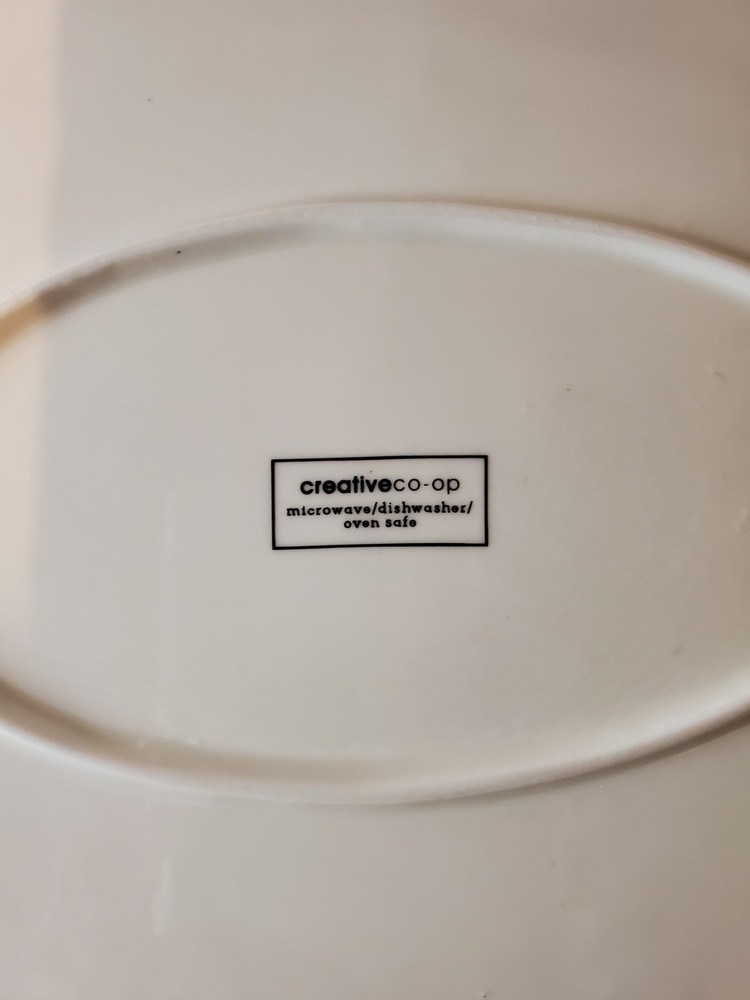 creativeco-op
microwave/dishwasher/
oven safe